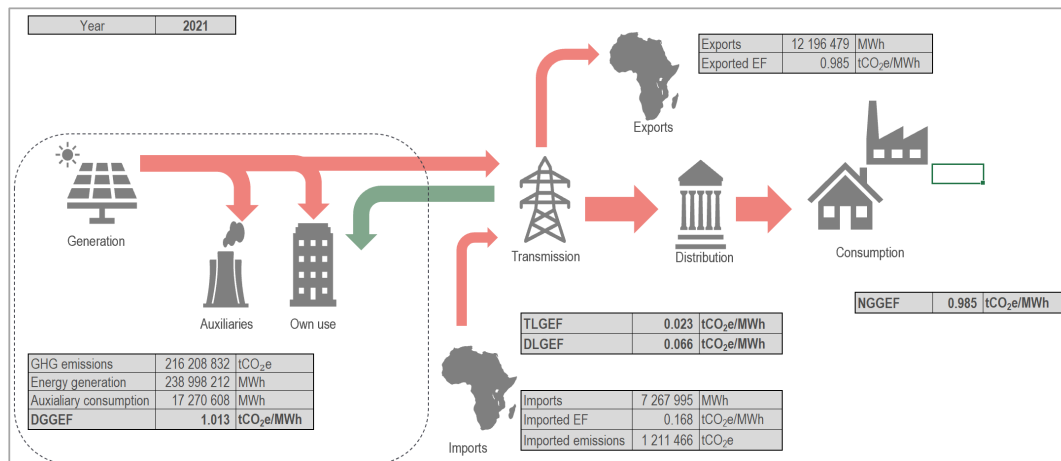 Year 2021
Exports 12 196 479 MWh
Exported EF 0.985 tCO₂e/MWh
Exports
Generation
Transmission
Distribution
Consumption
Auxiliaries
Own use
NGGEF 0.985 tCO₂e/MWh
TLGEF 0.023 tCO₂e/MWh
DLGEF 0.066 tCO₂e/MWh
GHG emissions 216 208 832 tCO₂e
Energy generation 238 998 212 MWh
Auxialiary consumption 17 270 608 MWh
DGGEF 1.013 tCO₂e/MWh
Imports
Imports 7 267 995 MWh
Imported EF 0.168 tCO₂e/MWh
Imported emissions 1 211 466 tCO₂e